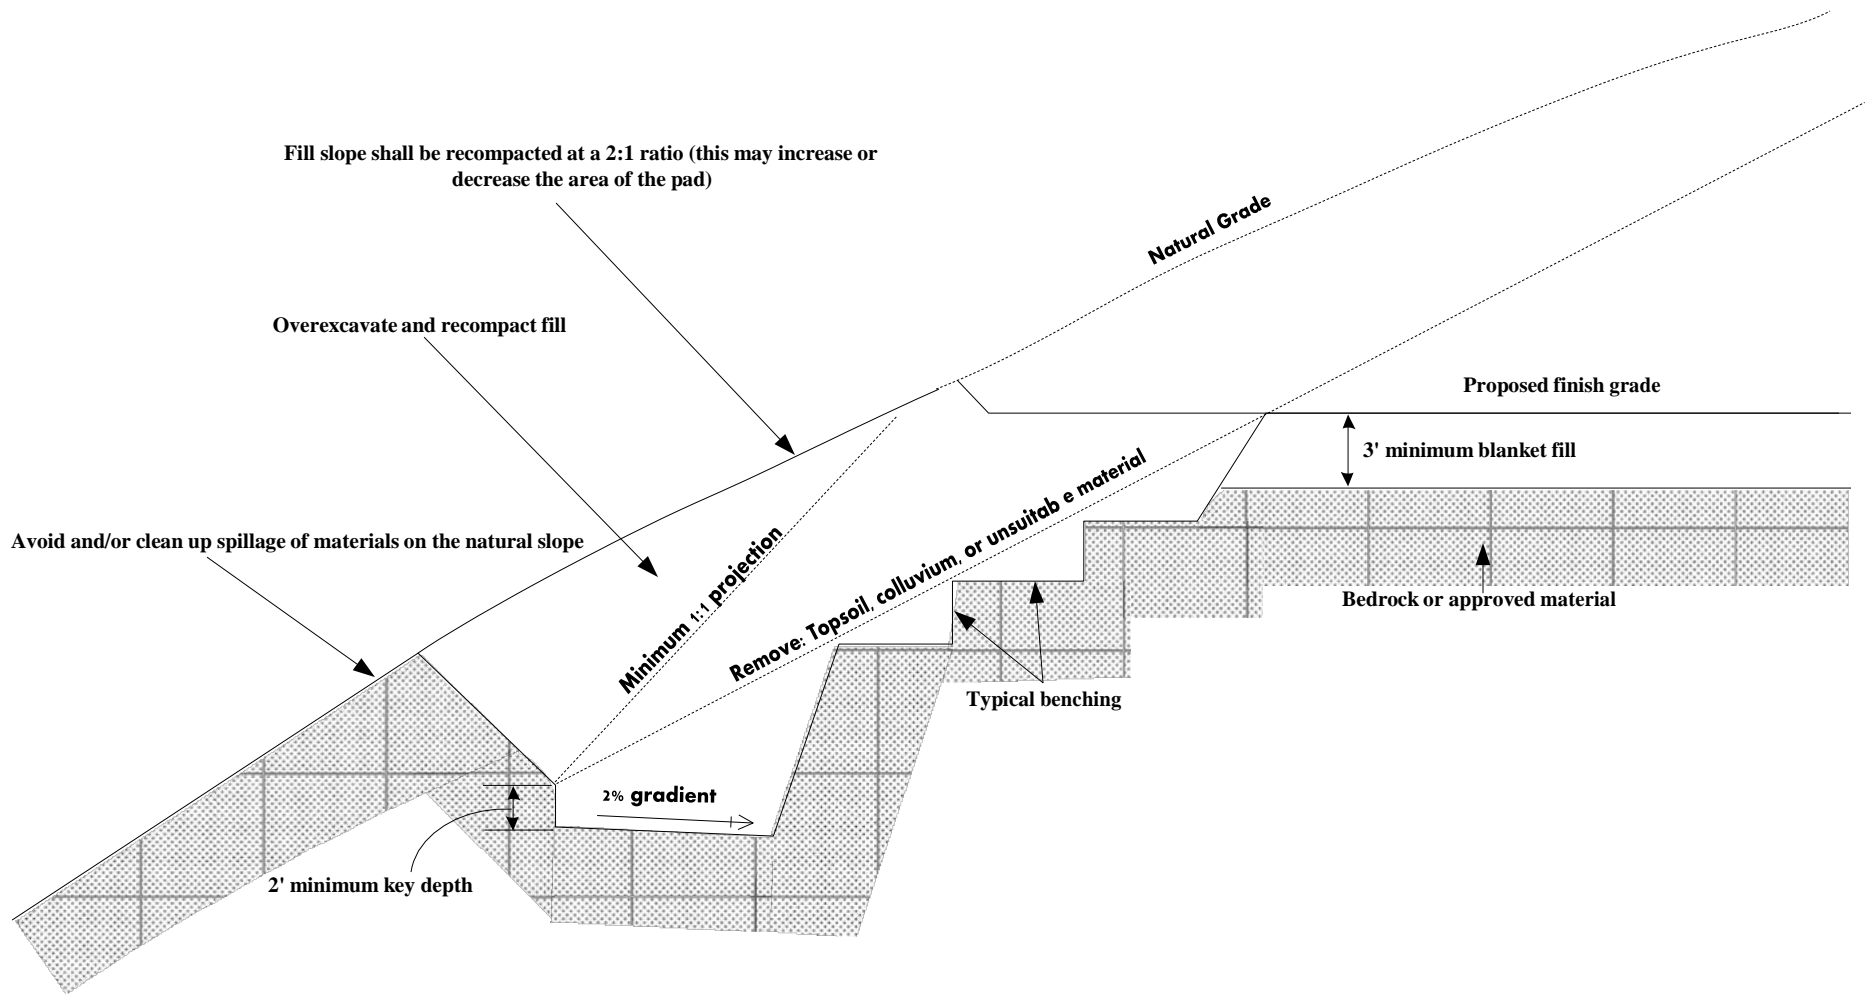 Fill slope shall be recompacted at a 2:1 ratio (this may increase or
decrease the area of the pad)
Natural Grade
Overexcavate and recompact fill
Proposed finish grade
3' minimum blanket fill
Avoid and/or clean up spillage of materials on the natural slope
Minimum 1:1 projection
Remove: Topsoil, colluvium, or unsuitab e material
Bedrock or approved material
Typical benching
2% gradient
2' minimum key depth